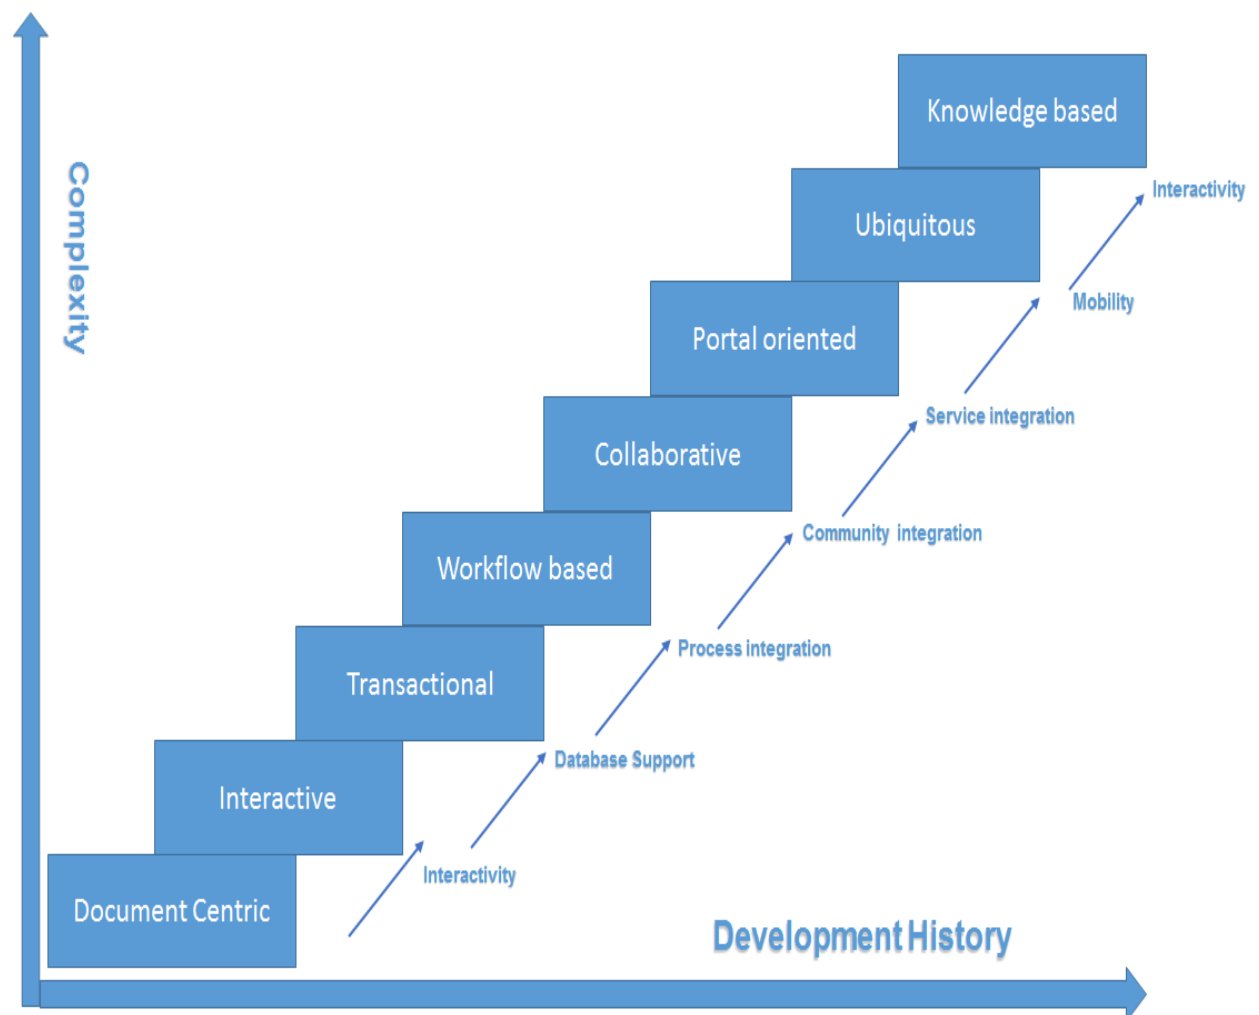 Knowledge based
Interactivity
Complexity
Ubiquitous
Mobility
Portal oriented
Service integration
Collaborative
Community integration
Workflow based
Process integration
Transactional
Database Support
Interactive
Interactivity
Document Centric
Development History